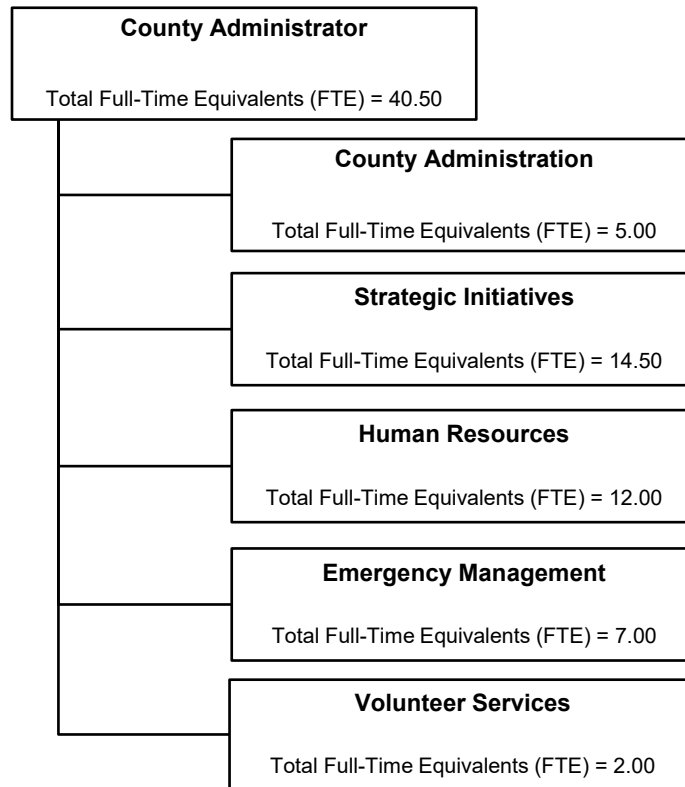 County Administrator
Total Full-Time Equivalents (FTE) = 40.50
County Administration
Total Full-Time Equivalents (FTE) = 5.00
Strategic Initiatives
Total Full-Time Equivalents (FTE) = 14.50
Human Resources
Total Full-Time Equivalents (FTE) = 12.00
Emergency Management
Total Full-Time Equivalents (FTE) = 7.00
Volunteer Services
Total Full-Time Equivalents (FTE) = 2.00